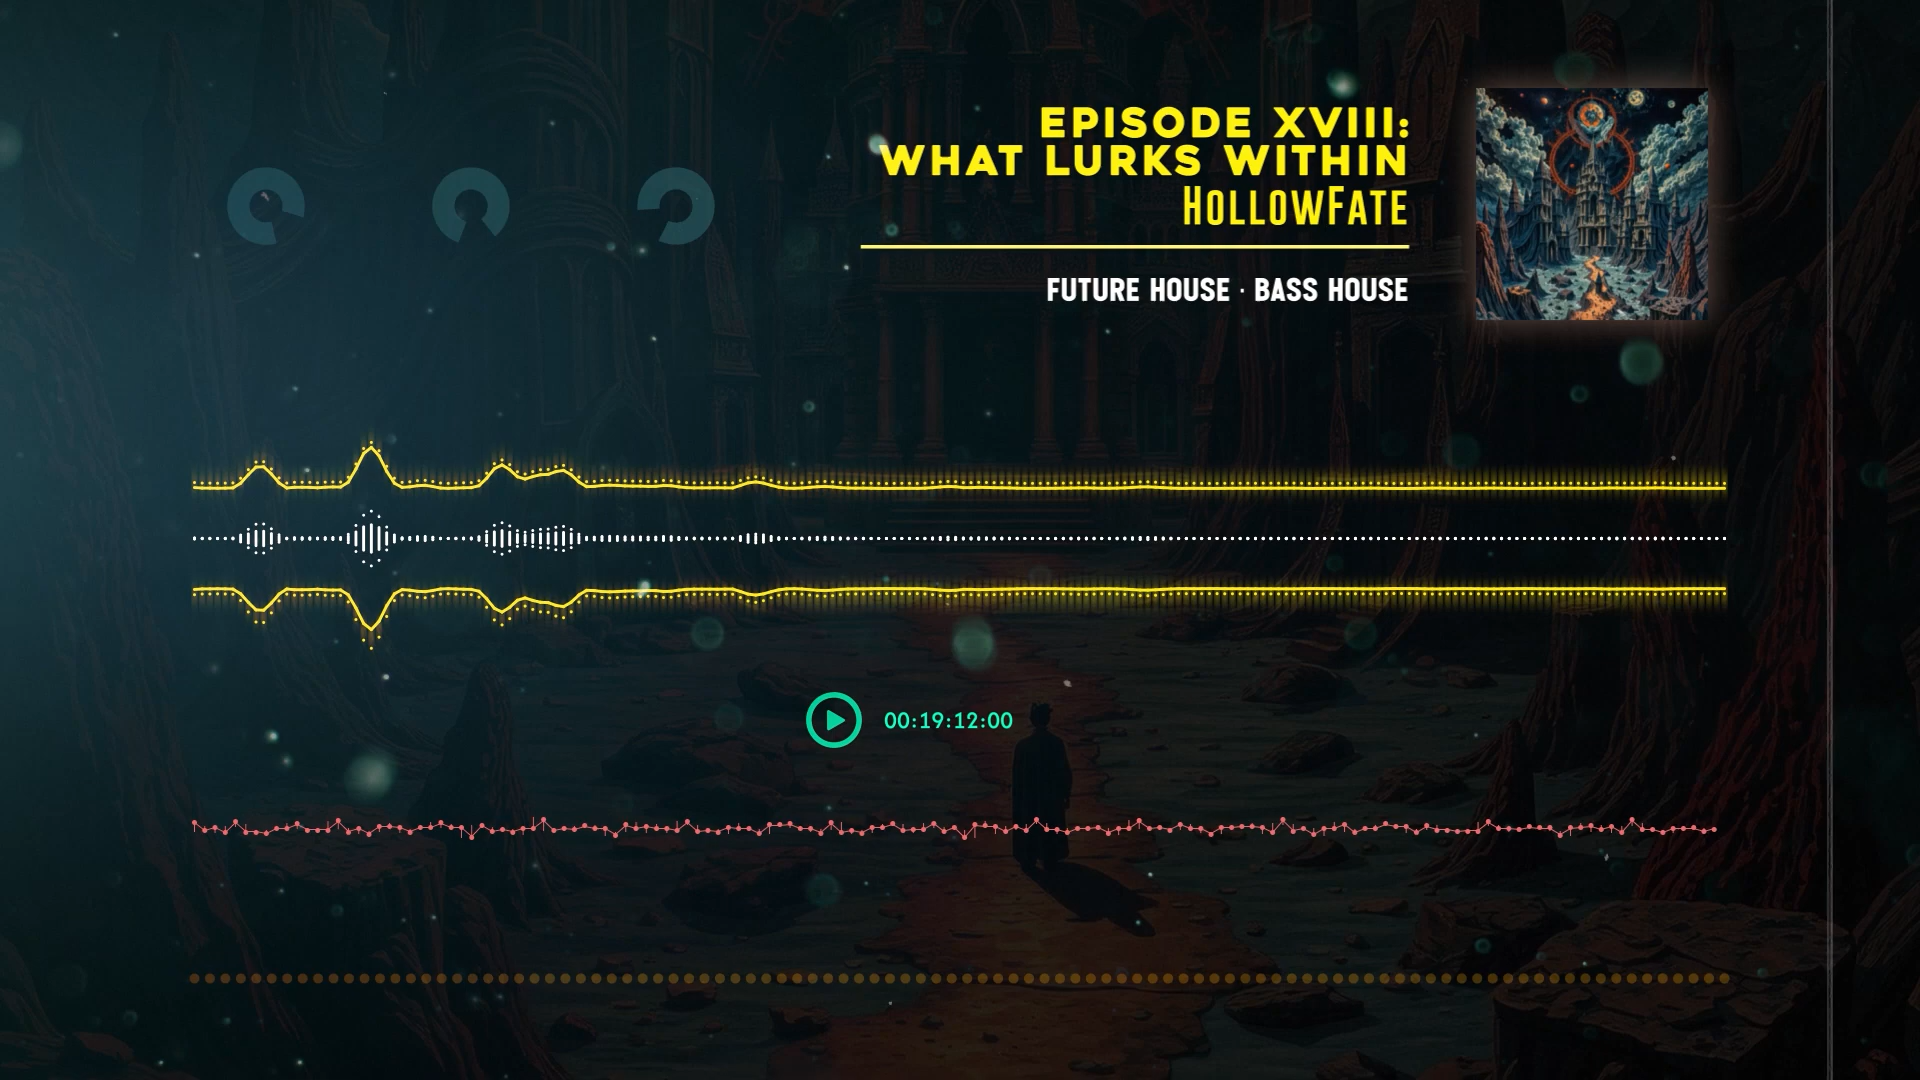 EPISODE XVIII:
WHAT LURKS WITHIN
HOLLOWFATE
FUTURE HOUSE · BASS HOUSE
00:19:12:00